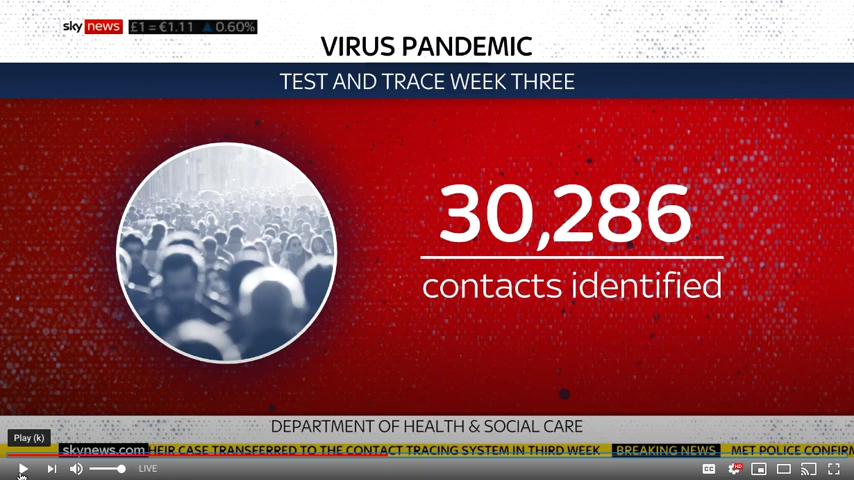 sky news £1 = €1.11 ▲ 0.60%
VIRUS PANDEMIC
TEST AND TRACE WEEK THREE
30,286
contacts identified
DEPARTMENT OF HEALTH & SOCIAL CARE
Play (k)
skynews.com HEIR CASE TRANSFERRED TO THE CONTACT TRACING SYSTEM IN THIRD WEEK BREAKING NEWS MET POLICE CONFIRM
LIVE CC HD